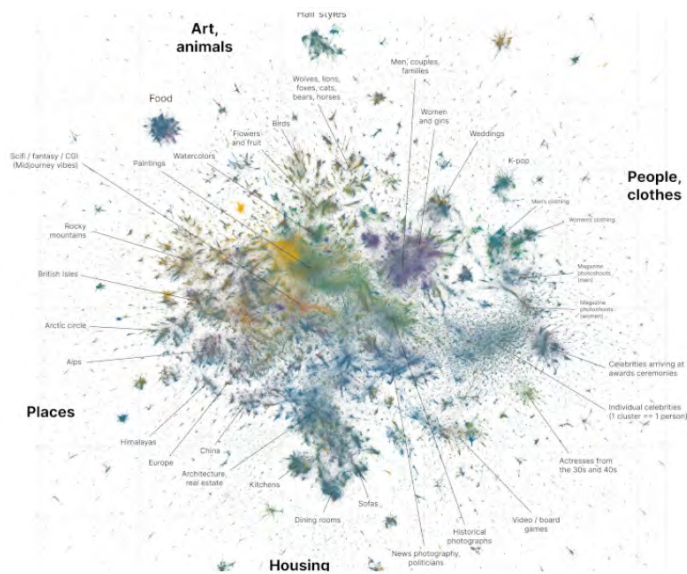 Hair styles
Art,
animals
Men, couples,
families
Wolves, lions,
foxes, cats,
bears, horses
Food
Women
and girls
Birds
Flowers
and fruit
Weddings
Scifi / fantasy / CGI
(Midjourney vibes)
Watercolors
Paintings
K-pop
People,
clothes
Men's clothing
Women's clothing
Rocky
mountains
British Isles
Magazine
photoshoots
(men)
Magazine
photoshoots
(women)
Arctic circle
Alps
Celebrities arriving at
awards ceremonies
Places
Individual celebrities
(1 cluster == 1 person)
Himalayas
China
Europe
Architecture,
real estate
Actresses from
the 30s and 40s
Kitchens
Sofas
Dining rooms
Video / board
games
Historical
photographs
News photography,
politicians
Housing